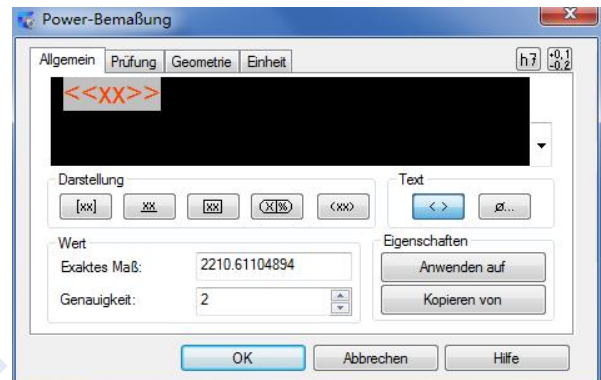 Power-Bemaßung
Allgemein Prüfung Geometrie Einheit h7 +0,1 -0,2
<<xx>>
Darstellung Text
[xx] xx xx (X|%) (xx) < > ø...
Wert Eigenschaften
Exaktes Maß: 2210.61104894 Anwenden auf
Genauigkeit: 2 Kopieren von
OK Abbrechen Hilfe